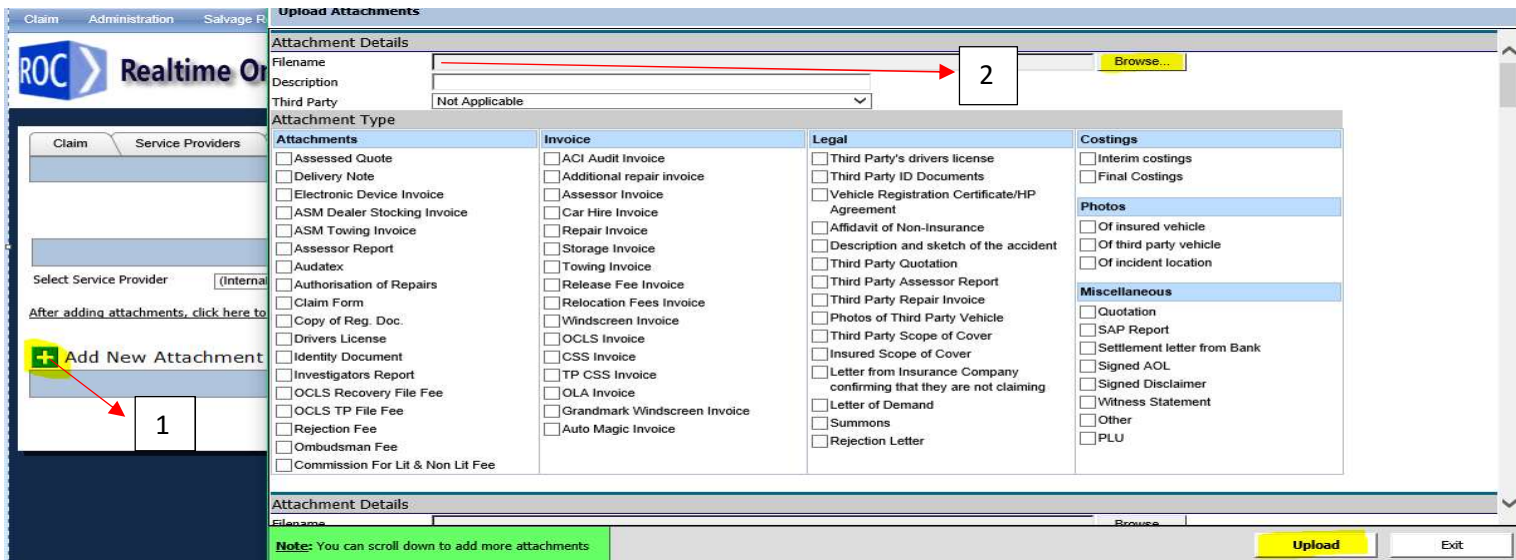 Claim Administration Salvage R
ROC Realtime On
Claim Service Providers
Select Service Provider (Internal
After adding attachments, click here to
+ Add New Attachment
1
Upload Attachments
Attachment Details
Filename Browse...
2
Description
Third Party Not Applicable
Attachment Type
Attachments
Assessed Quote
Delivery Note
Electronic Device Invoice
ASM Dealer Stocking Invoice
ASM Towing Invoice
Assessor Report
Audatex
Authorisation of Repairs
Claim Form
Copy of Reg. Doc.
Drivers License
Identity Document
Investigators Report
OCLS Recovery File Fee
OCLS TP File Fee
Rejection Fee
Ombudsman Fee
Commission For Lit & Non Lit Fee
Invoice
ACI Audit Invoice
Additional repair invoice
Assessor Invoice
Car Hire Invoice
Repair Invoice
Storage Invoice
Towing Invoice
Release Fee Invoice
Relocation Fees Invoice
Windscreen Invoice
OCLS Invoice
CSS Invoice
TP CSS Invoice
OLA Invoice
Grandmark Windscreen Invoice
Auto Magic Invoice
Legal
Third Party's drivers license
Third Party ID Documents
Vehicle Registration Certificate/HP
Agreement
Affidavit of Non-Insurance
Description and sketch of the accident
Third Party Quotation
Third Party Assessor Report
Third Party Repair Invoice
Photos of Third Party Vehicle
Third Party Scope of Cover
Insured Scope of Cover
Letter from Insurance Company
confirming that they are not claiming
Letter of Demand
Summons
Rejection Letter
Costings
Interim costings
Final Costings
Photos
Of insured vehicle
Of third party vehicle
Of incident location
Miscellaneous
Quotation
SAP Report
Settlement letter from Bank
Signed AOL
Signed Disclaimer
Witness Statement
Other
PLU
Attachment Details
Filename Browse
Note: You can scroll down to add more attachments
Upload Exit